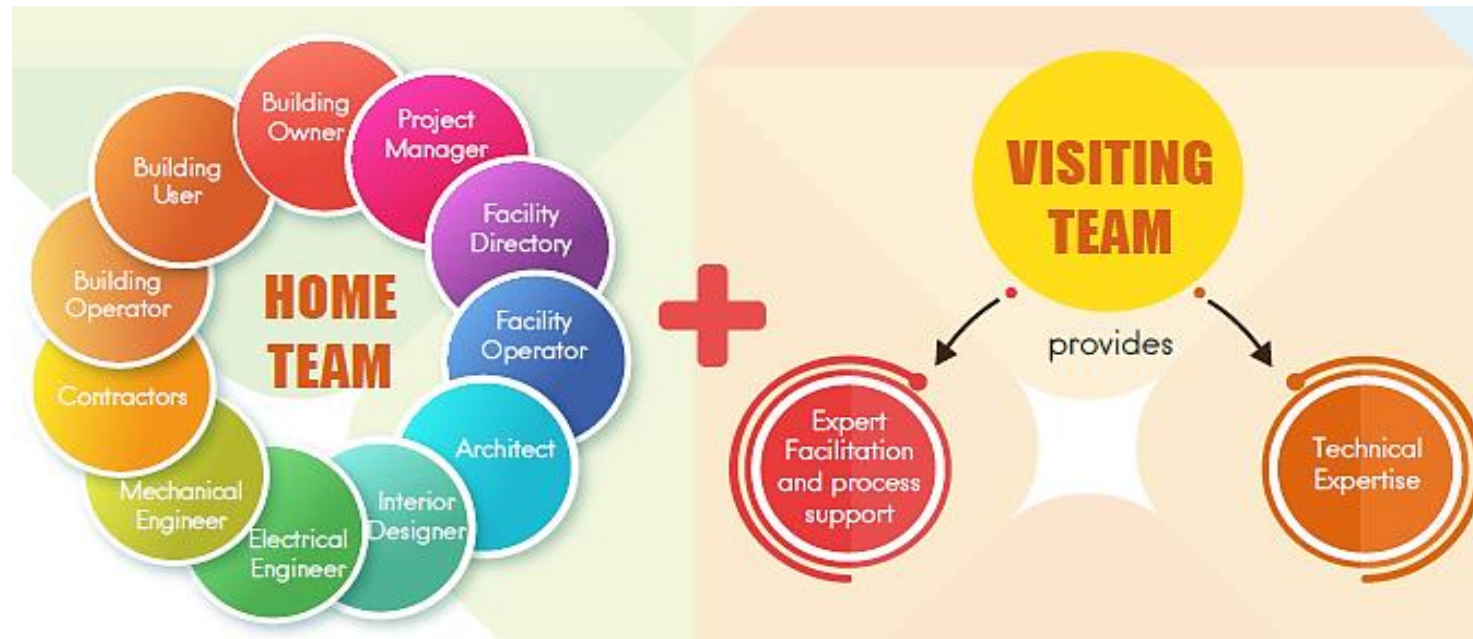 Building
Owner
Project
Manager
Facility
Directory
Facility
Operator
Architect
Interior
Designer
Electrical
Engineer
Mechanical
Engineer
Contractors
Building
Operator
Building
User
HOME
TEAM
VISITING
TEAM
provides
Expert
Facilitation
and process
support
Technical
Expertise